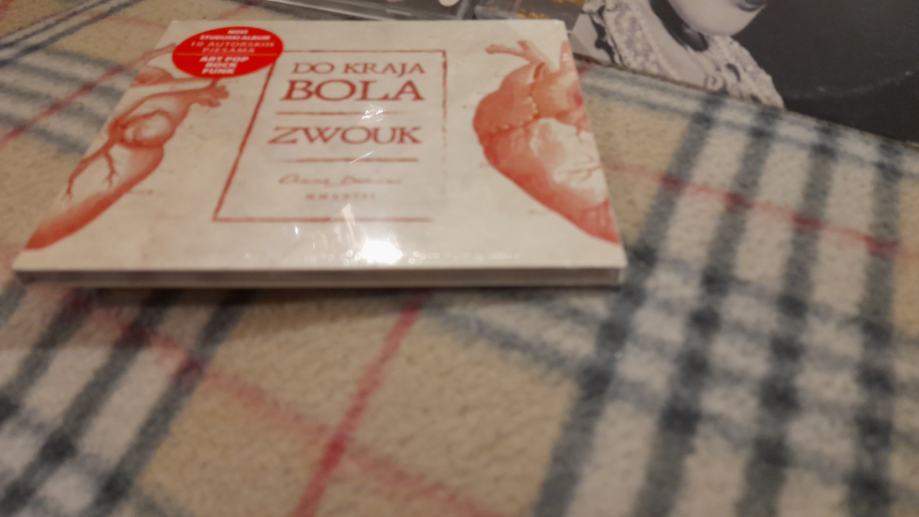 NOVI
STUDIJSKI ALBUM
10 AUTORSKIH
PJESAMA
ART POP
ROCK
FUNK
DO KRAJA
BOLA
ZWOUK